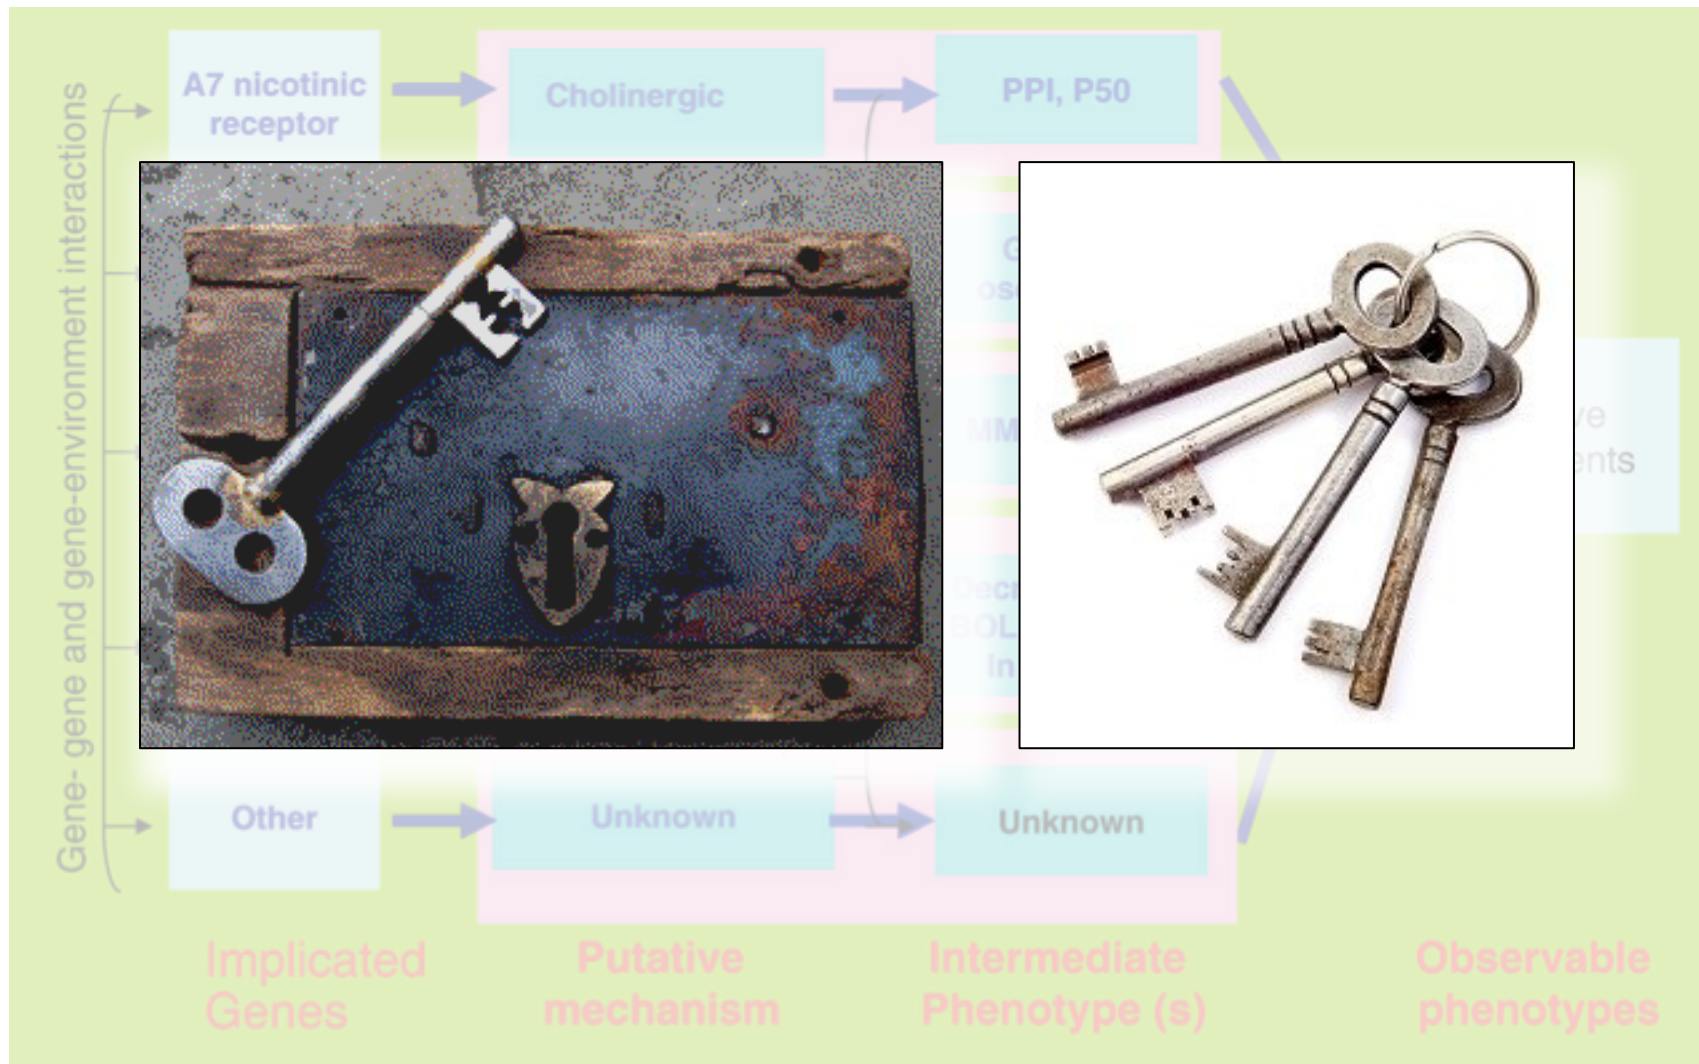 Gene- gene and gene-environment interactions
A7 nicotinic
receptor
Cholinergic
PPI, P50
Other
Unknown
Unknown
Implicated
Genes
Putative
mechanism
Intermediate
Phenotype (s)
Observable
phenotypes